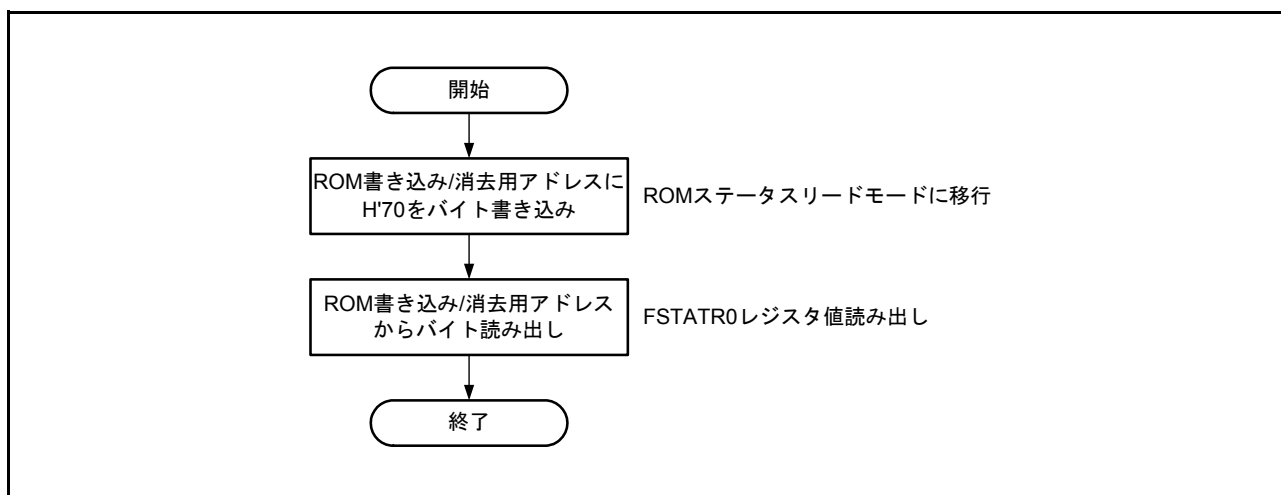 開始
ROM書き込み/消去用アドレスに
H'70をバイト書き込み
ROMステータスリードモードに移行
ROM書き込み/消去用アドレス
からバイト読み出し
FSTATR0レジスタ値読み出し
終了